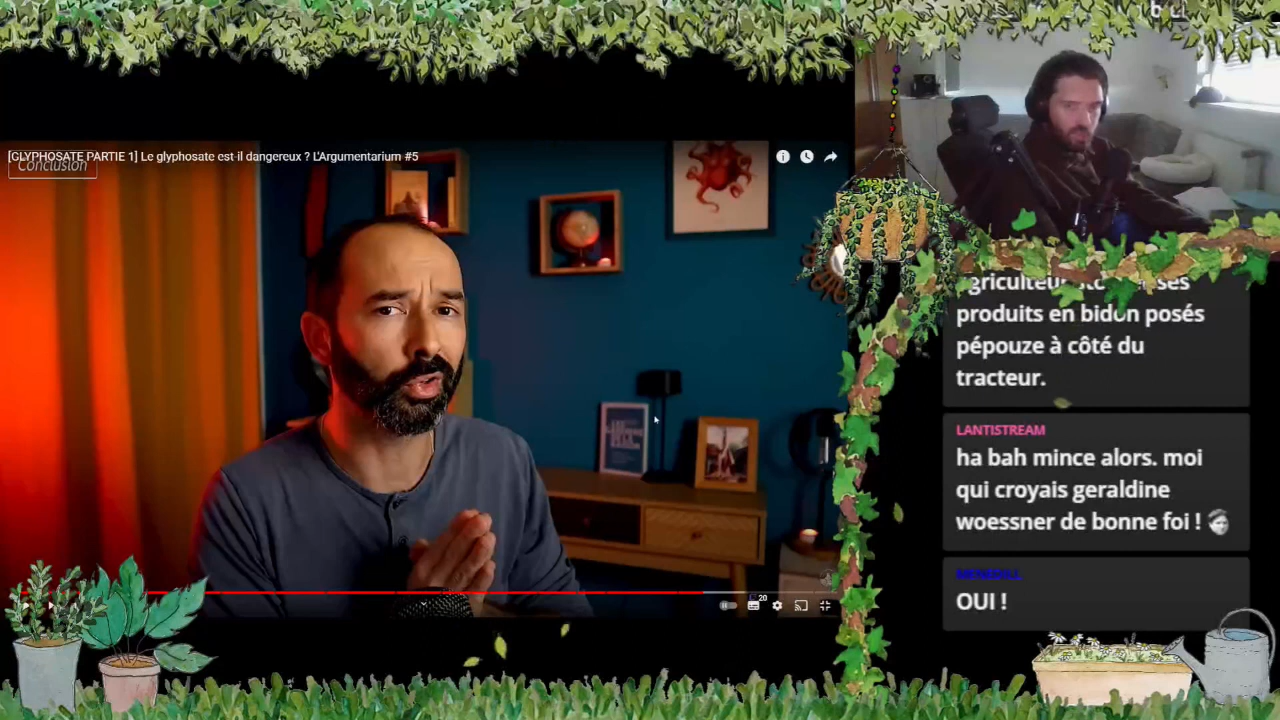 [GLYPHOSATE PARTIE 1] Le glyphosate est-il dangereux ? L'Argumentarium #5
Conclusion
20
produits en bidon posés
pépouze à côté du
tracteur.
LANTISTREAM
ha bah mince alors. moi
qui croyais geraldine
woessner de bonne foi !
OUI !